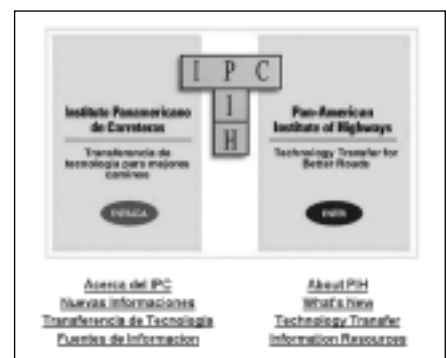 I P C
I
H
Instituto Panamericano
de Carreteras
Transferencia de
tecnología para mejores
caminos
ENTRADA
Pan-American
Institute of Highways
Technology Transfer for
Better Roads
ENTER
Acerca del IPC
Nuevas Informaciones
Transferencia de Tecnología
Fuentes de Informacion
About PIH
What's New
Technology Transfer
Information Resources